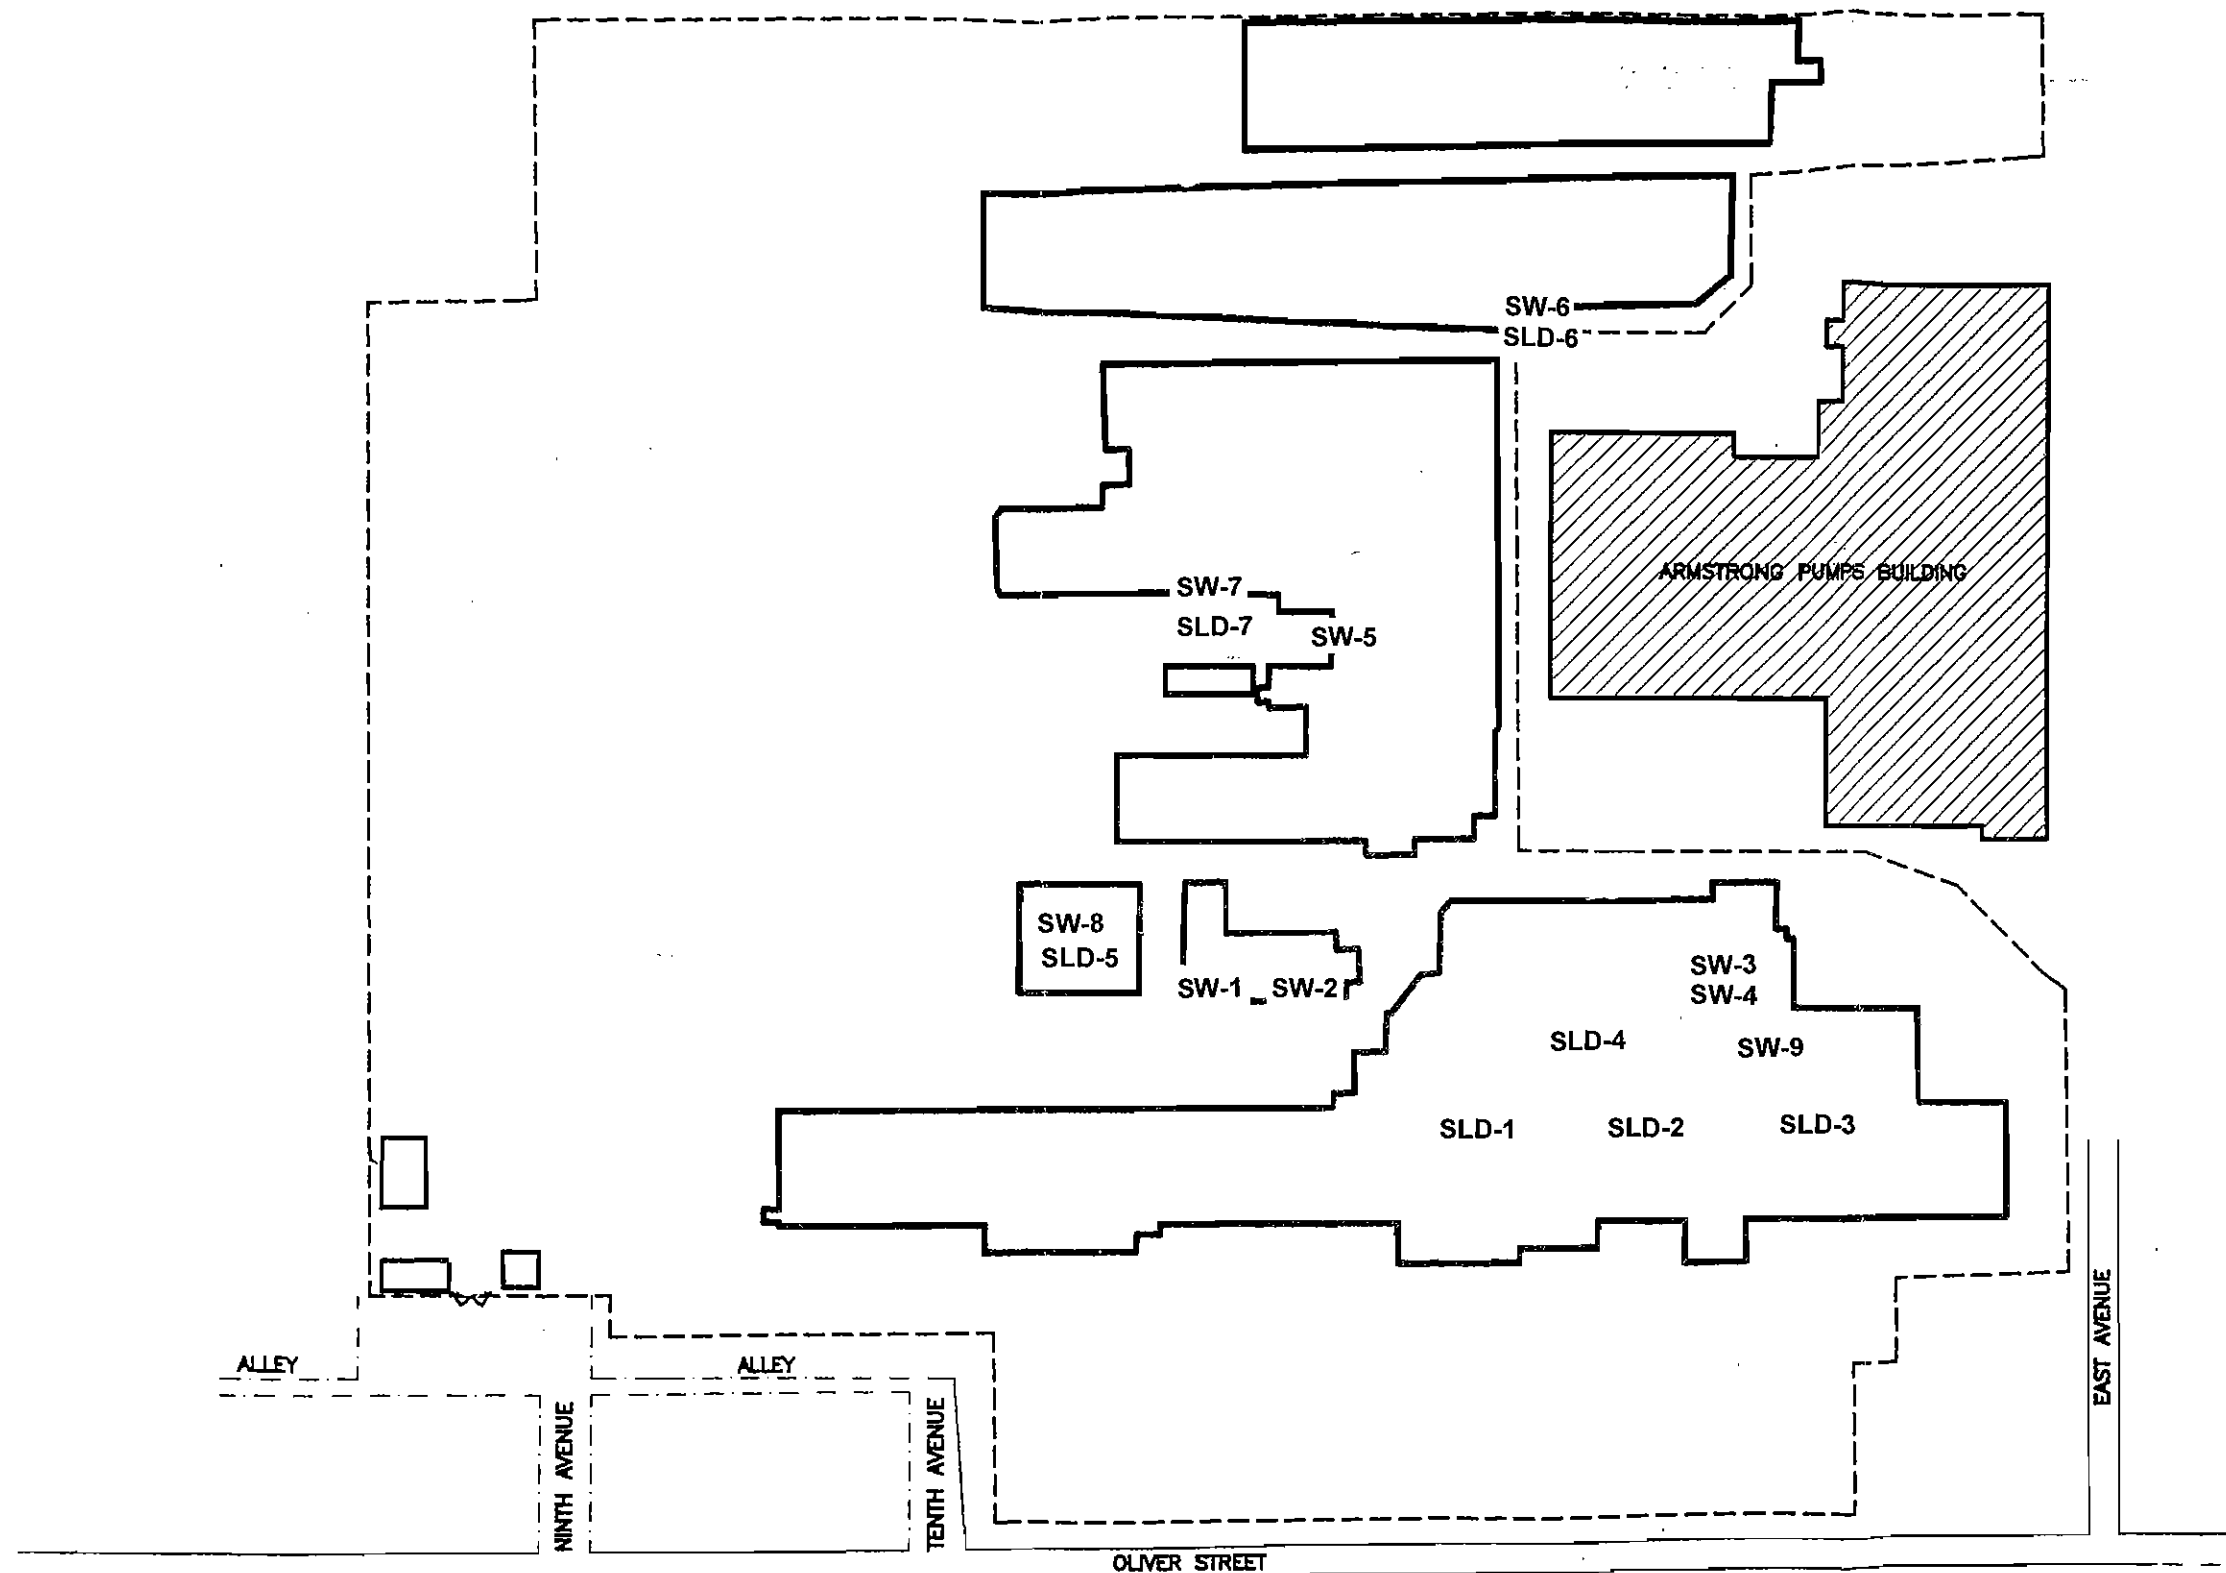 SW-6
SLD-6
ARMSTRONG PUMPS BUILDING
SW-7
SLD-7
SW-5
SW-8
SLD-5
SW-1
SW-2
SW-3
SW-4
SLD-4
SW-9
SLD-1
SLD-2
SLD-3
ALLEY
ALLEY
NINTH AVENUE
TENTH AVENUE
EAST AVENUE
OLIVER STREET